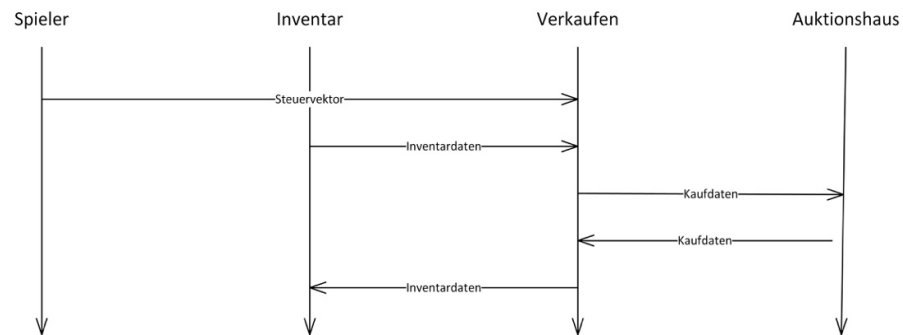 Spieler
Inventar
Verkaufen
Auktionshaus
Steuervektor
Inventardaten
Kaufdaten
Kaufdaten
Inventardaten